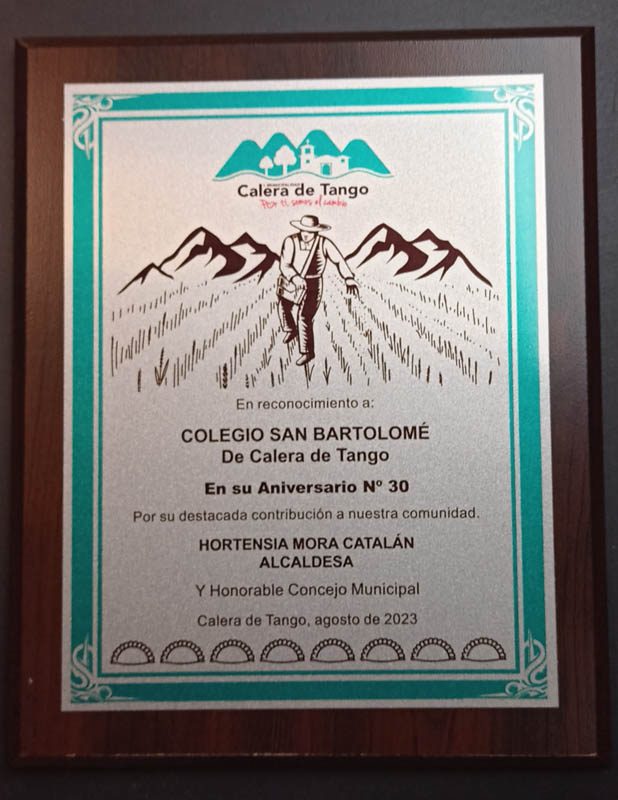 MUNICIPALIDAD
Calera de Tango
Por ti, somos el cambio
En reconocimiento a:
COLEGIO SAN BARTOLOMÉ
De Calera de Tango
En su Aniversario Nº 30
Por su destacada contribución a nuestra comunidad.
HORTENSIA MORA CATALÁN
ALCALDESA
Y Honorable Concejo Municipal
Calera de Tango, agosto de 2023